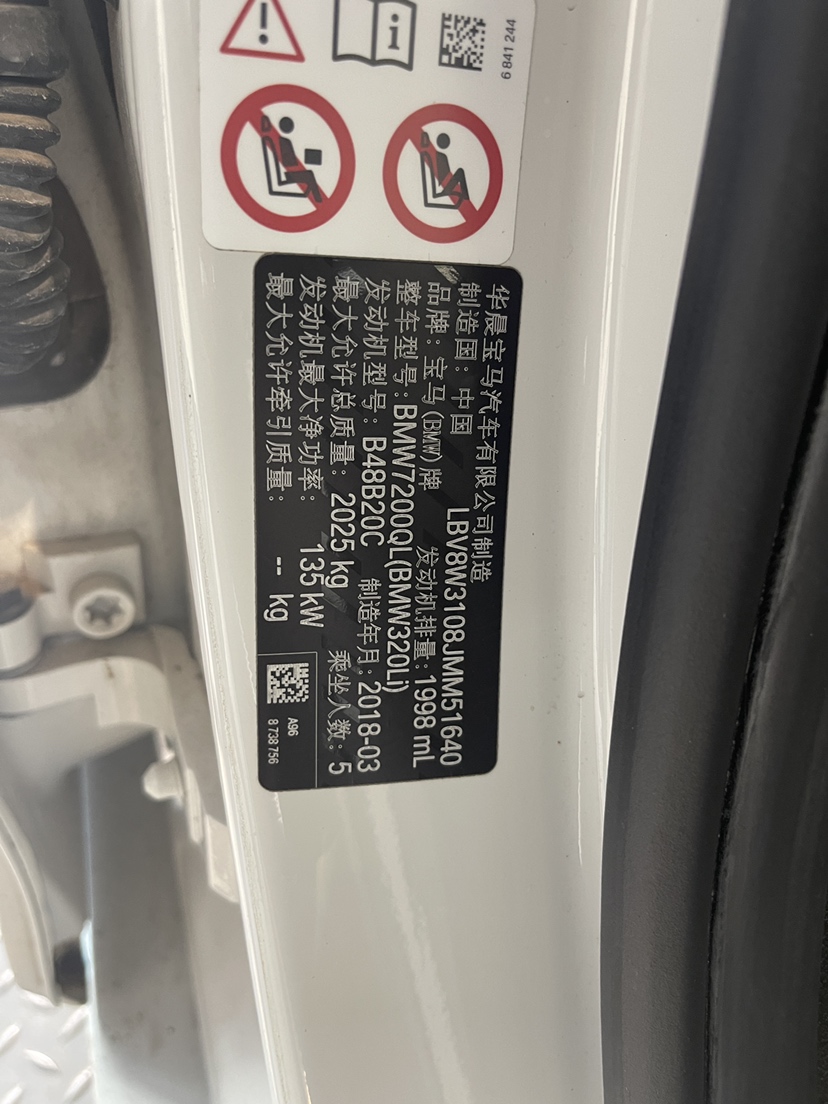 6 841 244
华晨宝马汽车有限公司制造
制造国：中国 LBV8W3108JMM51640
品牌：宝马(BMW)牌 发动机排量：1998 mL
整车型号：BMW7200QL(BMW320Li)
发动机型号：B48B20C 制造年月：2018-03
最大允许总质量：2025 kg 乘坐人数：5
发动机最大净功率：135 kW
最大允许牵引质量：-- kg
A96
8 738 756